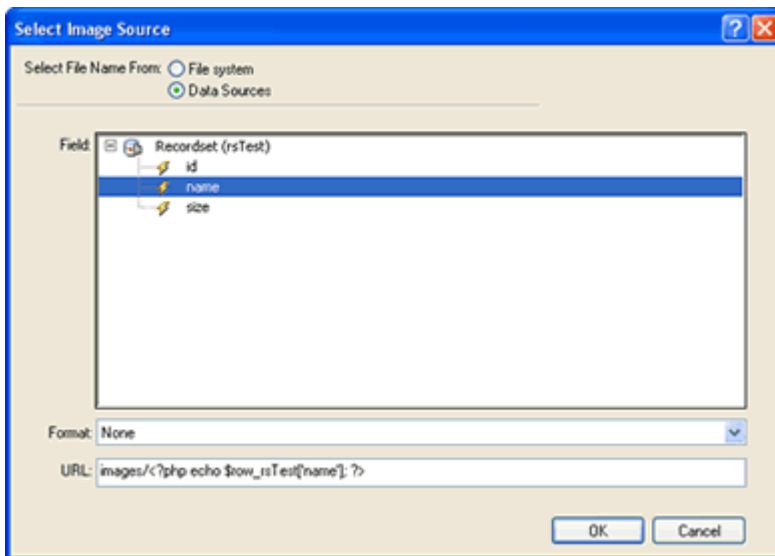 Select Image Source
Select File Name From: File system
Data Sources
Field: Recordset (rsTest)
id
name
size
Format: None
URL: images/<?php echo $row_rsTest['name']; ?>
OK Cancel